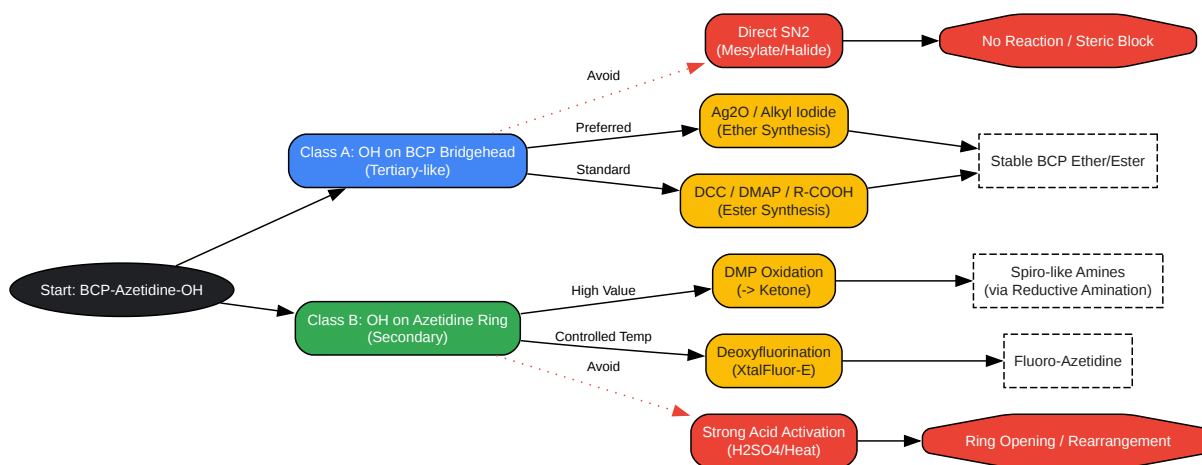 Direct SN2
(Mesylate/Halide)
No Reaction / Steric Block
Avoid
Ag2O / Alkyl Iodide
(Ether Synthesis)
Preferred
Class A: OH on BCP Bridgehead
(Tertiary-like)
Stable BCP Ether/Ester
Standard
DCC / DMAP / R-COOH
(Ester Synthesis)
Start: BCP-Azetidine-OH
DMP Oxidation
(-> Ketone)
Spiro-like Amines
(via Reductive Amination)
High Value
Class B: OH on Azetidine Ring
(Secondary)
Controlled Temp
Deoxyfluorination
(XtalFluor-E)
Fluoro-Azetidine
Avoid
Strong Acid Activation
(H2SO4/Heat)
Ring Opening / Rearrangement